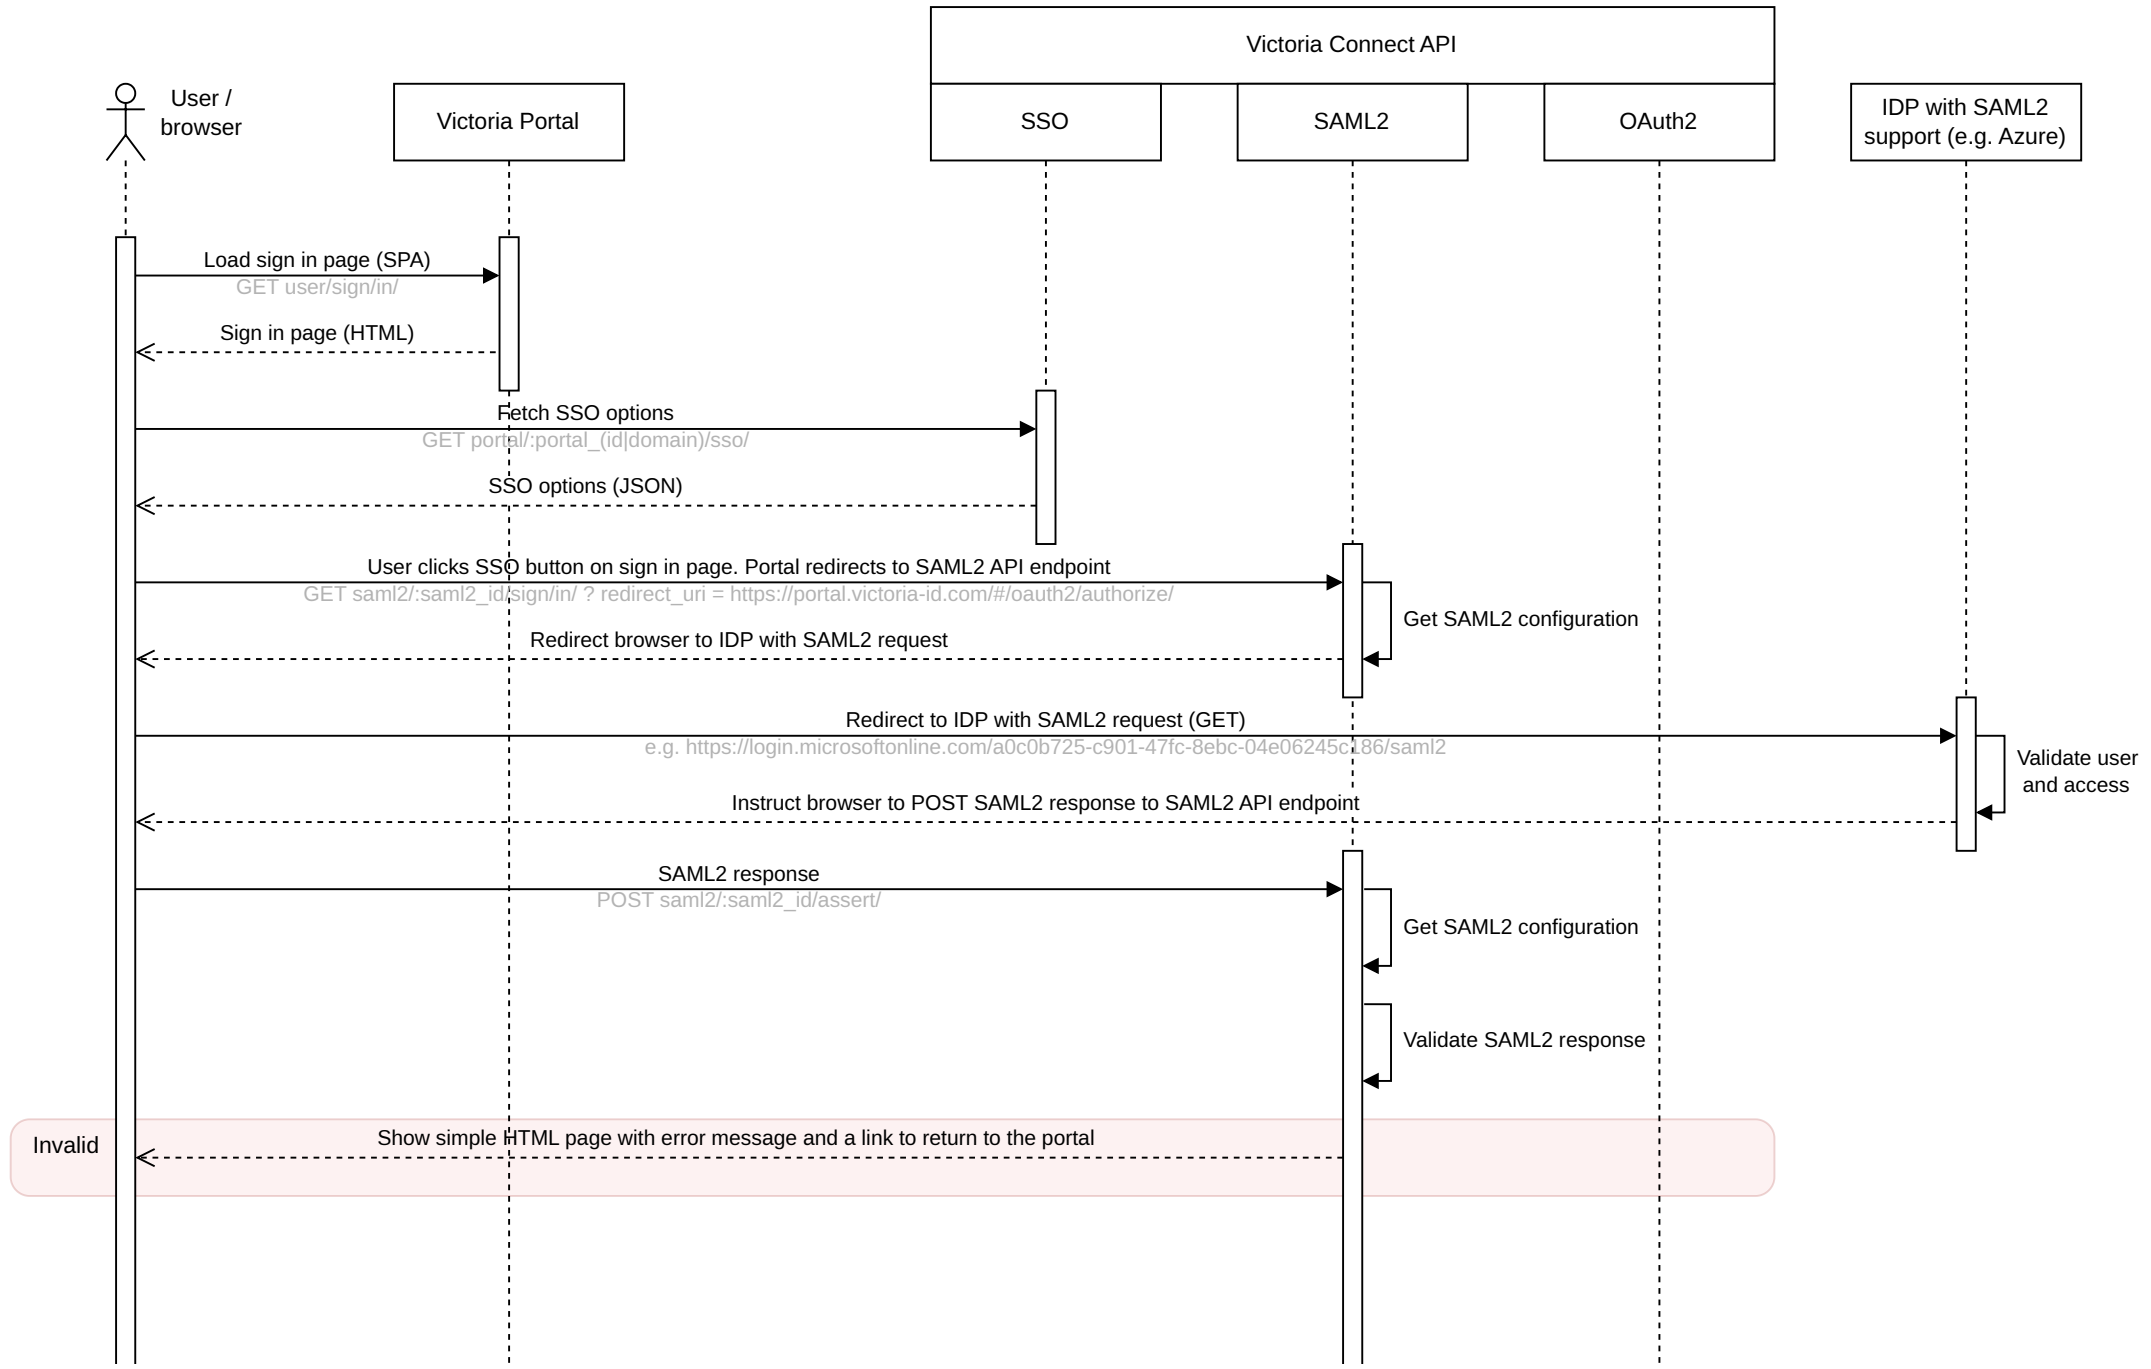 Victoria Connect API
User /
browser
Victoria Portal
SSO
SAML2
OAuth2
IDP with SAML2
support (e.g. Azure)
Load sign in page (SPA)
GET user/sign/in/
Sign in page (HTML)
Fetch SSO options
GET portal/:portal_(id|domain)/sso/
SSO options (JSON)
User clicks SSO button on sign in page. Portal redirects to SAML2 API endpoint
GET saml2/:saml2_id/sign/in/ ? redirect_uri = https://portal.victoria-id.com/#/oauth2/authorize/
Get SAML2 configuration
Redirect browser to IDP with SAML2 request
Redirect to IDP with SAML2 request (GET)
e.g. https://login.microsoftonline.com/a0c0b725-c901-47fc-8ebc-04e06245c186/saml2
Validate user
and access
Instruct browser to POST SAML2 response to SAML2 API endpoint
SAML2 response
POST saml2/:saml2_id/assert/
Get SAML2 configuration
Validate SAML2 response
Invalid
Show simple HTML page with error message and a link to return to the portal